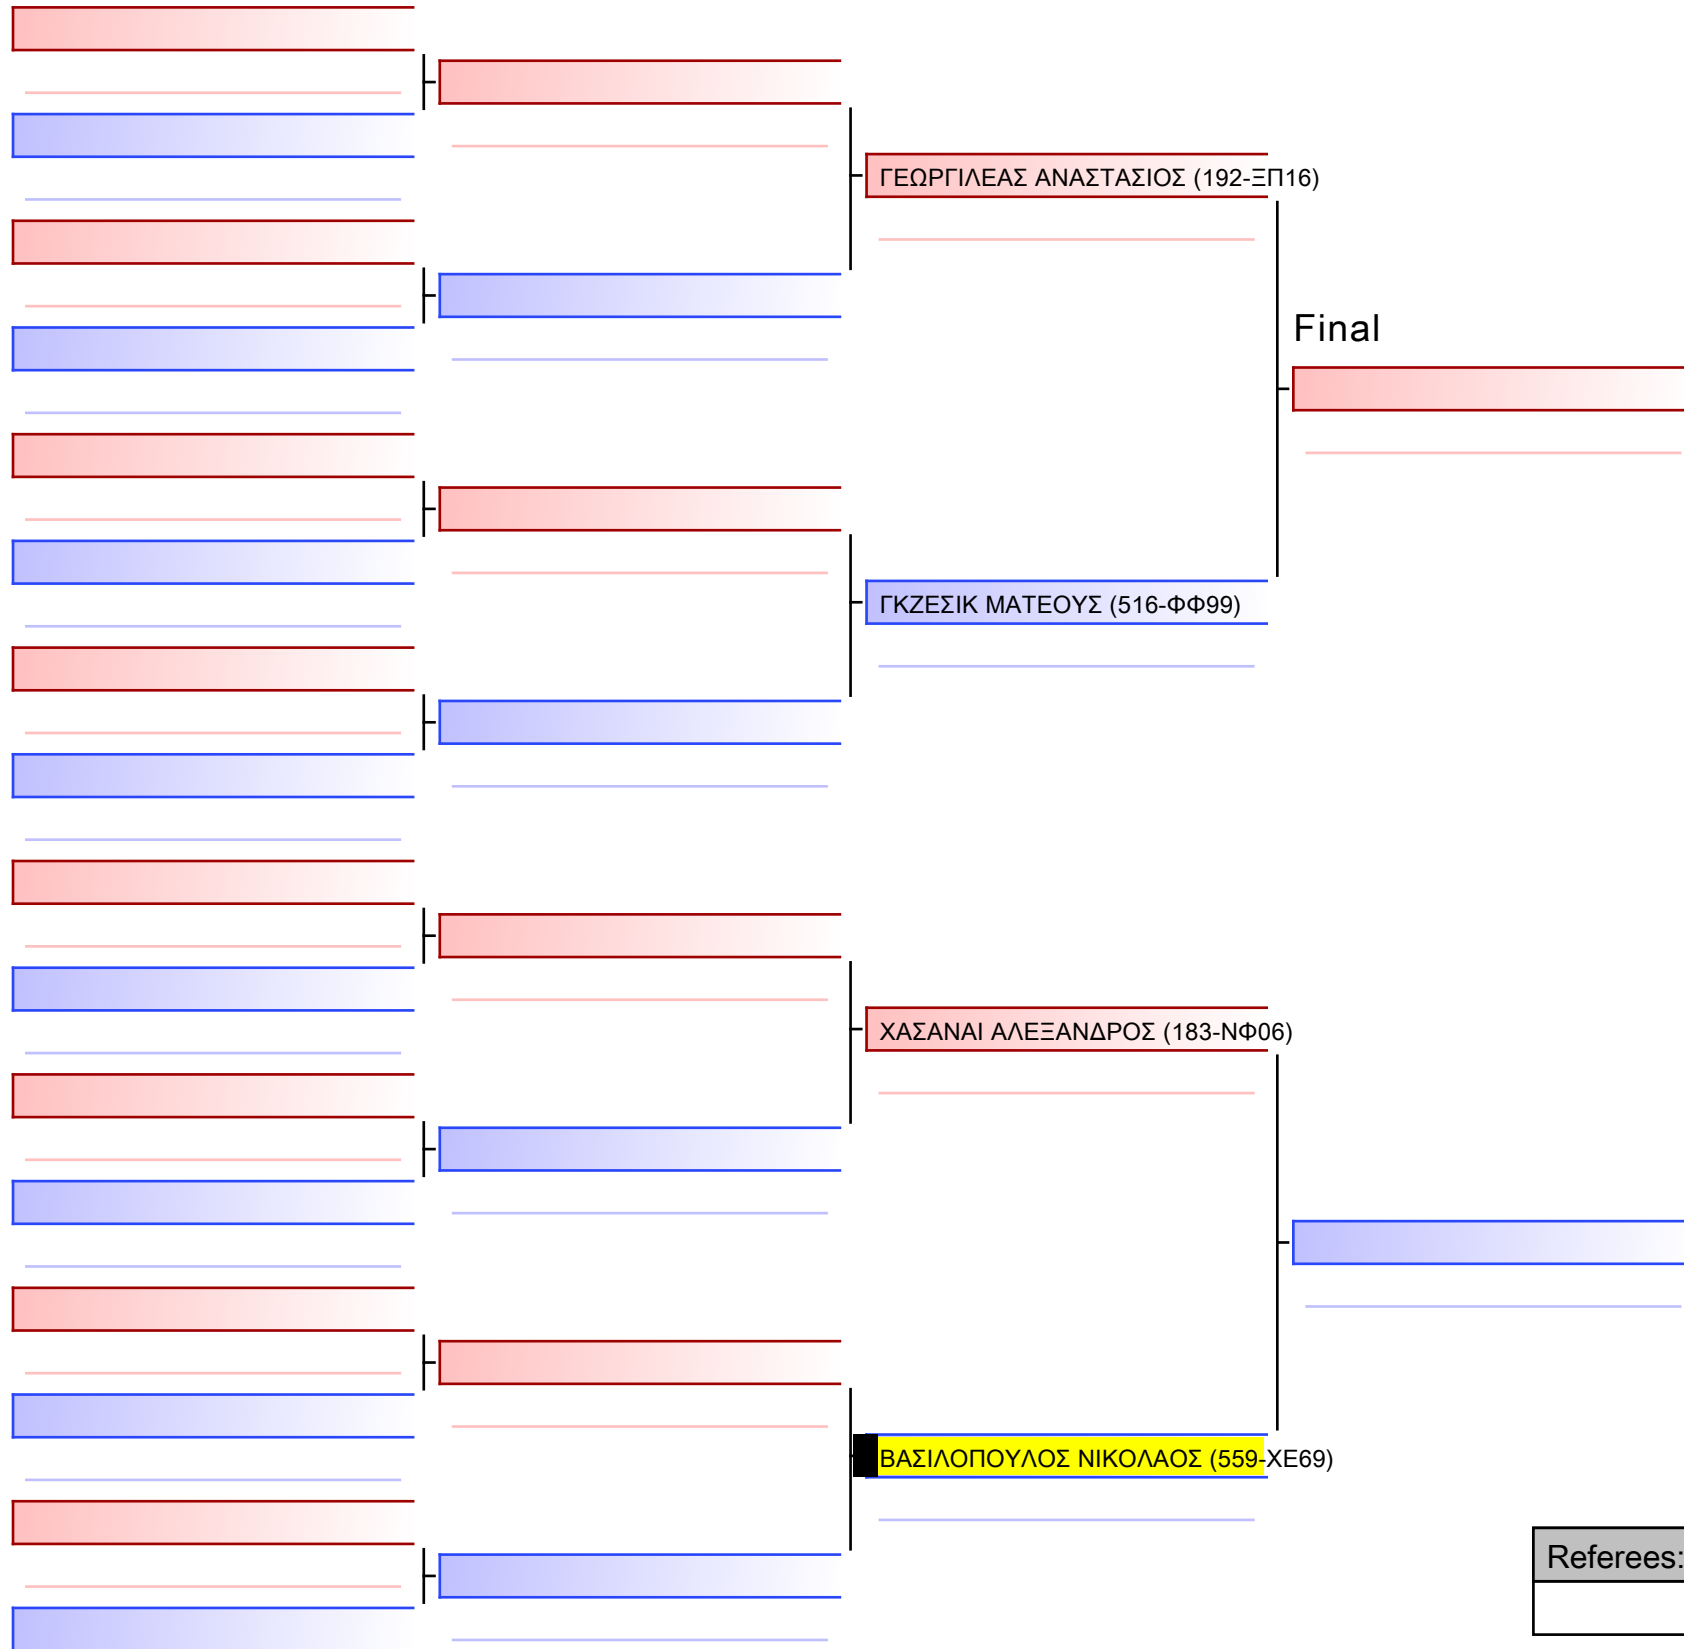 ΓΕΩΡΓΙΛΕΑΣ ΑΝΑΣΤΑΣΙΟΣ (192-ΞΠ16)
Final
ΓΚΖΕΣΙΚ ΜΑΤΕΟΥΣ (516-ΦΦ99)
ΧΑΣΑΝΑΙ ΑΛΕΞΑΝΔΡΟΣ (183-ΝΦ06)
ΒΑΣΙΛΟΠΟΥΛΟΣ ΝΙΚΟΛΑΟΣ (559-ΧΕ69)
Referees: